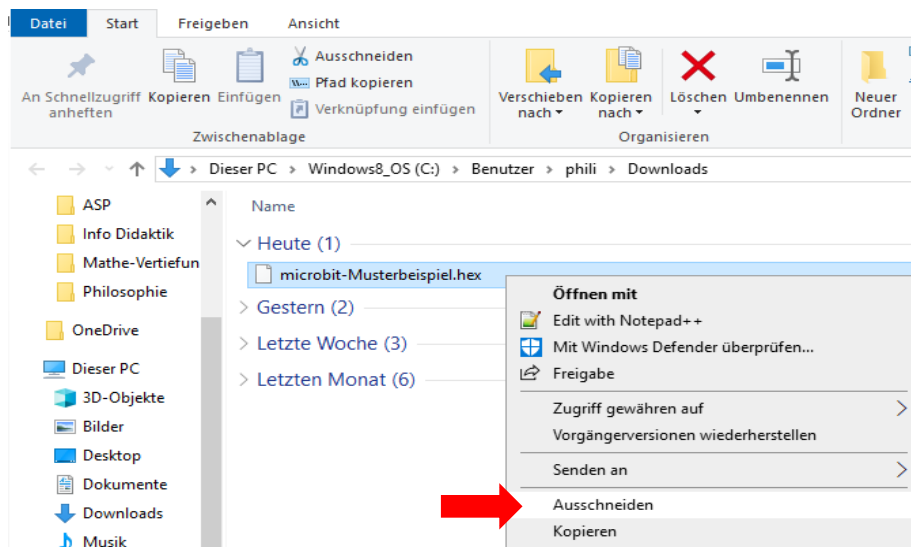 Datei Start Freigeben Ansicht
An Schnellzugriff anheften
Kopieren
Einfügen
Ausschneiden
Pfad kopieren
Verknüpfung einfügen
Zwischenablage
Verschieben nach
Kopieren nach
Löschen
Umbenennen
Organisieren
Neuer Ordner
Dieser PC > Windows8_OS (C:) > Benutzer > phili > Downloads
ASP
Info Didaktik
Mathe-Vertiefun
Philosophie
OneDrive
Dieser PC
3D-Objekte
Bilder
Desktop
Dokumente
Downloads
Musik
Name
Heute (1)
microbit-Musterbeispiel.hex
Gestern (2)
Letzte Woche (3)
Letzten Monat (6)
Öffnen mit
Edit with Notepad++
Mit Windows Defender überprüfen...
Freigabe
Zugriff gewähren auf
Vorgängerversionen wiederherstellen
Senden an
Ausschneiden
Kopieren